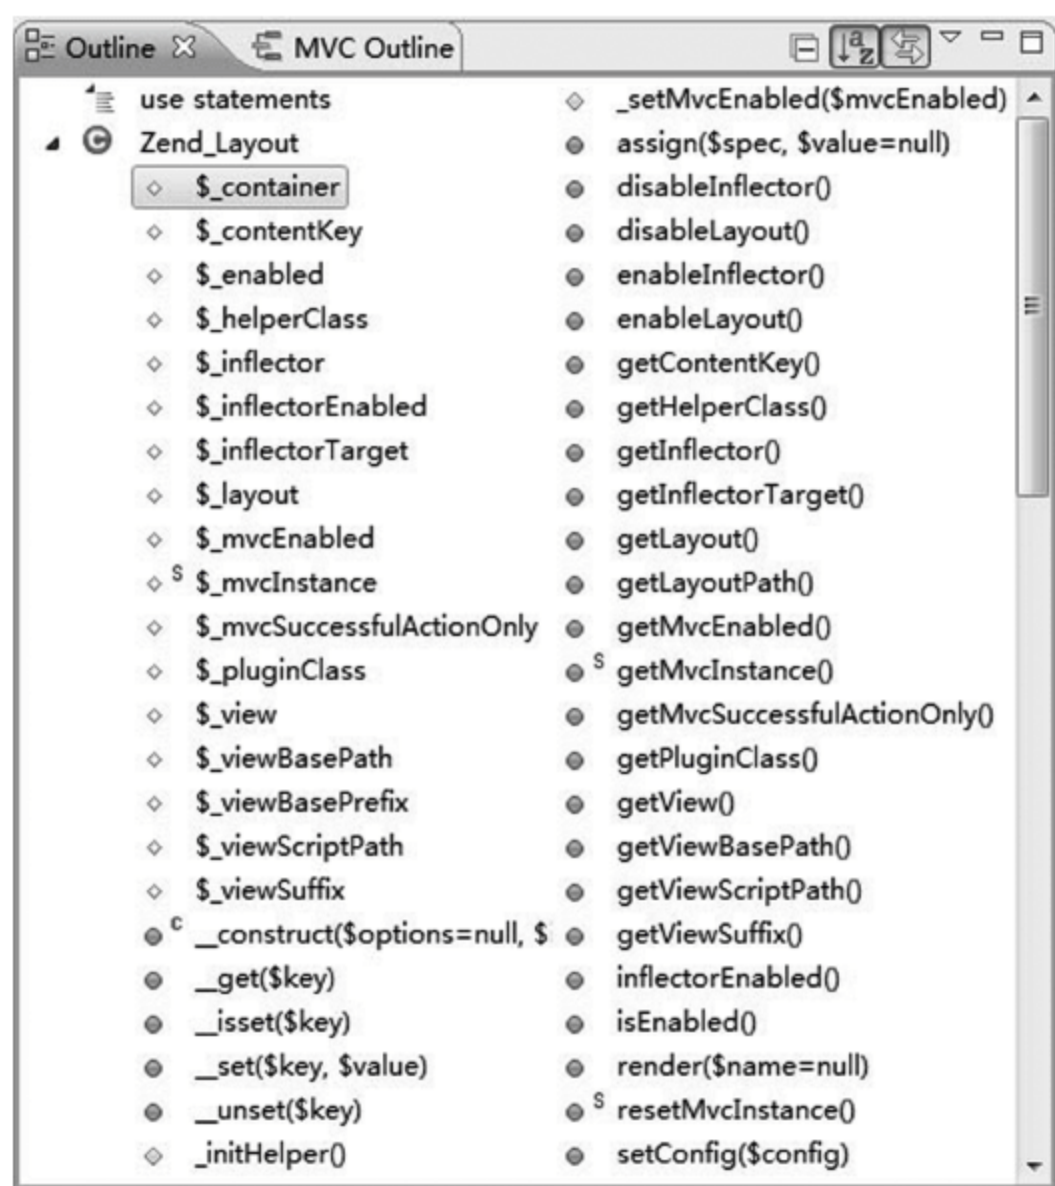 Outline MVC Outline
use statements
Zend_Layout
$_container
$_contentKey
$_enabled
$_helperClass
$_inflector
$_inflectorEnabled
$_inflectorTarget
$_layout
$_mvcEnabled
S $_mvcInstance
$_mvcSuccessfulActionOnly
$_pluginClass
$_view
$_viewBasePath
$_viewBasePrefix
$_viewScriptPath
$_viewSuffix
c __construct($options=null, $
__get($key)
__isset($key)
__set($key, $value)
__unset($key)
_initHelper()
_setMvcEnabled($mvcEnabled)
assign($spec, $value=null)
disableInflector()
disableLayout()
enableInflector()
enableLayout()
getContentKey()
getHelperClass()
getInflector()
getInflectorTarget()
getLayout()
getLayoutPath()
getMvcEnabled()
S getMvcInstance()
getMvcSuccessfulActionOnly()
getPluginClass()
getView()
getViewBasePath()
getViewScriptPath()
getViewSuffix()
inflectorEnabled()
isEnabled()
render($name=null)
S resetMvcInstance()
setConfig($config)